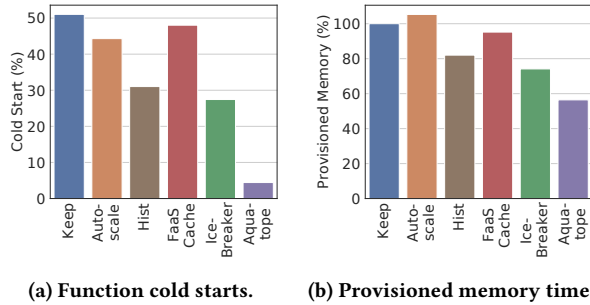 Cold Start (%)
50
40
30
20
10
0
Keep
Auto-
scale
Hist
FaaS
Cache
Ice-
Breaker
Aqua-
tope
(a) Function cold starts.
Provisioned Memory (%)
100
80
60
40
20
0
Keep
Auto-
scale
Hist
FaaS
Cache
Ice-
Breaker
Aqua-
tope
(b) Provisioned memory time